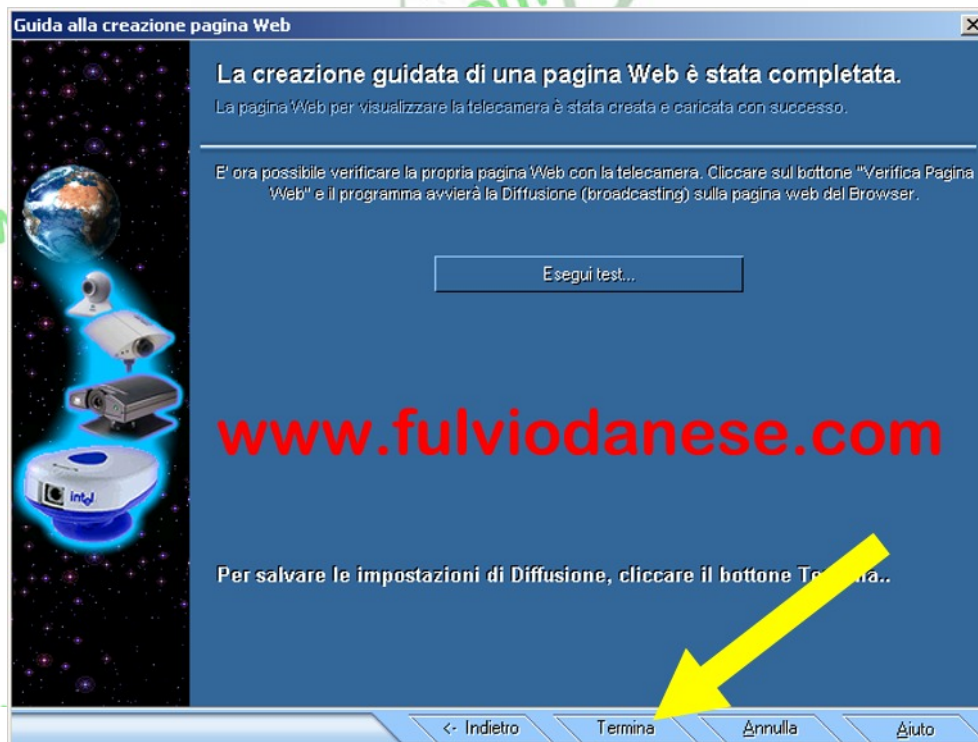 Guida alla creazione pagina Web
La creazione guidata di una pagina Web è stata completata.
La pagina Web per visualizzare la telecamera è stata creata e caricata con successo.
E' ora possibile verificare la propria pagina Web con la telecamera. Cliccare sul bottone "Verifica Pagina
Web" e il programma avvierà la Diffusione (broadcasting) sulla pagina web del Browser.
Esegui test...
www.fulviodanese.com
intel
Per salvare le impostazioni di Diffusione, cliccare il bottone
<- Indietro Termina Annulla Aiuto